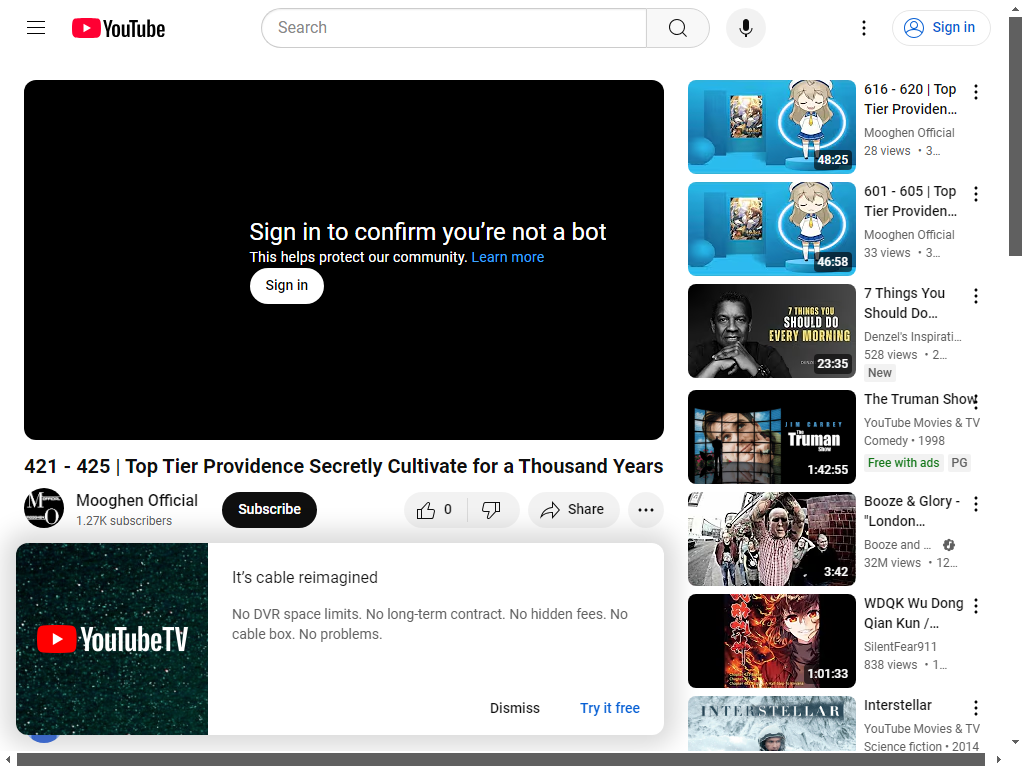 YouTube
Search
Sign in
Sign in to confirm you’re not a bot
This helps protect our community. Learn more
Sign in
421 - 425 | Top Tier Providence Secretly Cultivate for a Thousand Years
Mooghen Official
1.27K subscribers
Subscribe
0
Share
It’s cable reimagined
No DVR space limits. No long-term contract. No hidden fees. No
cable box. No problems.
YouTubeTV
Dismiss
Try it free
616 - 620 | Top
Tier Providen…
Mooghen Official
28 views • 3…
48:25
601 - 605 | Top
Tier Providen…
Mooghen Official
33 views • 3…
46:58
7 THINGS YOU
SHOULD DO
EVERY MORNING
23:35
7 Things You
Should Do…
Denzel's Inspirati…
528 views • 2…
New
JIM CARREY
The
Truman
Show
1:42:55
The Truman Show
YouTube Movies & TV
Comedy • 1998
Free with ads
PG
3:42
Booze & Glory -
"London…
Booze and …
32M views • 12…
1:01:33
WDQK Wu Dong
Qian Kun /…
SilentFear911
838 views • 1…
INTERSTELLAR
Interstellar
YouTube Movies & TV
Science fiction • 2014